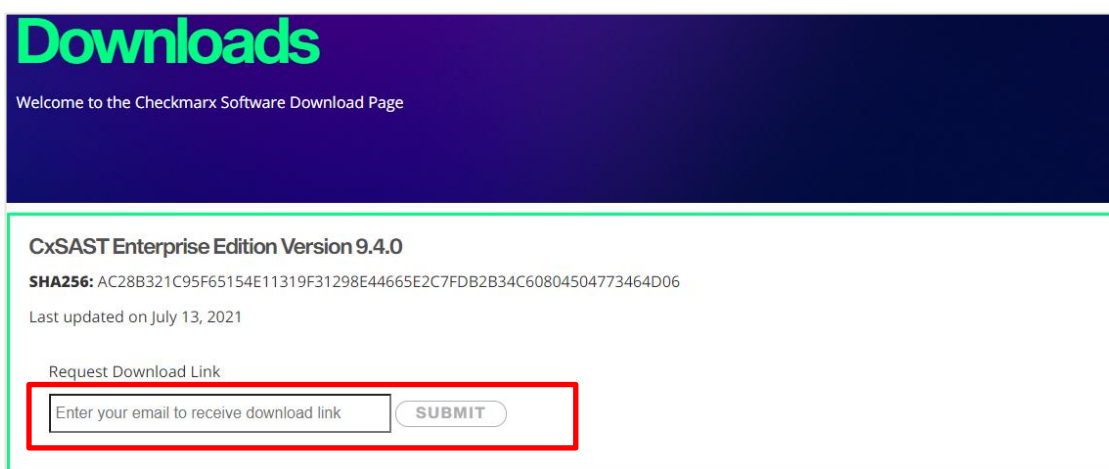 Downloads
Welcome to the Checkmarx Software Download Page
CxSAST Enterprise Edition Version 9.4.0
SHA256: AC28B321C95F65154E11319F31298E44665E2C7FDB2B34C60804504773464D06
Last updated on July 13, 2021
Request Download Link
Enter your email to receive download link SUBMIT